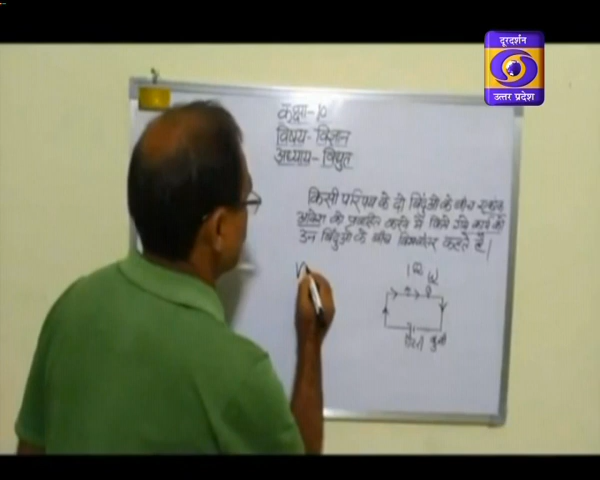 दूरदर्शन
उत्तर प्रदेश
कक्षा-10
विषय-विज्ञान
अध्याय-विद्युत
किसी परिपथ के दो बिंदुओं के बीच एकांक
आवेश को प्रवाहित करने में किये गये कार्य को
उन बिंदुओं के बीच विभवांतर कहते हैं।